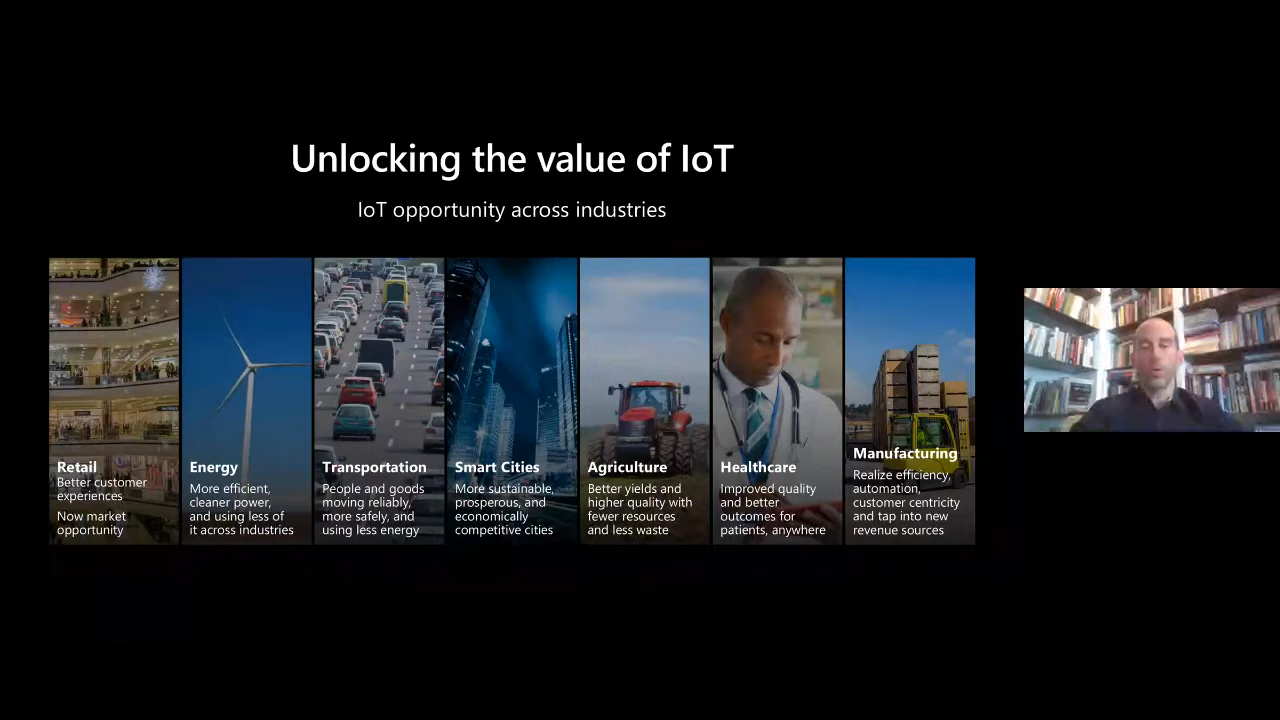 Unlocking the value of IoT
IoT opportunity across industries
Retail
Better customer
experiences
Now market
opportunity
Energy
More efficient,
cleaner power,
and using less of
it across industries
Transportation
People and goods
moving reliably,
more safely, and
using less energy
Smart Cities
More sustainable,
prosperous, and
economically
competitive cities
Agriculture
Better yields and
higher quality with
fewer resources
and less waste
Healthcare
Improved quality
and better
outcomes for
patients, anywhere
Manufacturing
Realize efficiency,
automation,
customer centricity
and tap into new
revenue sources